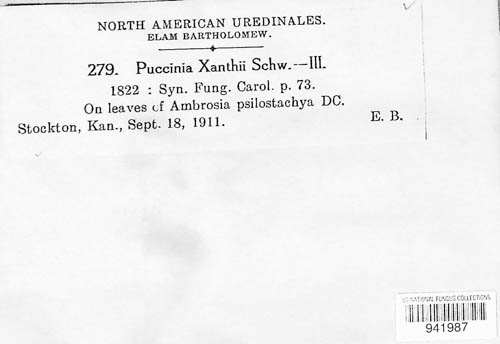 NORTH AMERICAN UREDINALES.
ELAM BARTHOLOMEW.
279. Puccinia Xanthii Schw.—III.
1822 : Syn. Fung. Carol. p. 73.
On leaves of Ambrosia psilostachya DC.
Stockton, Kan., Sept. 18, 1911. E. B.
US NATIONAL FUNGUS COLLECTIONS
941987